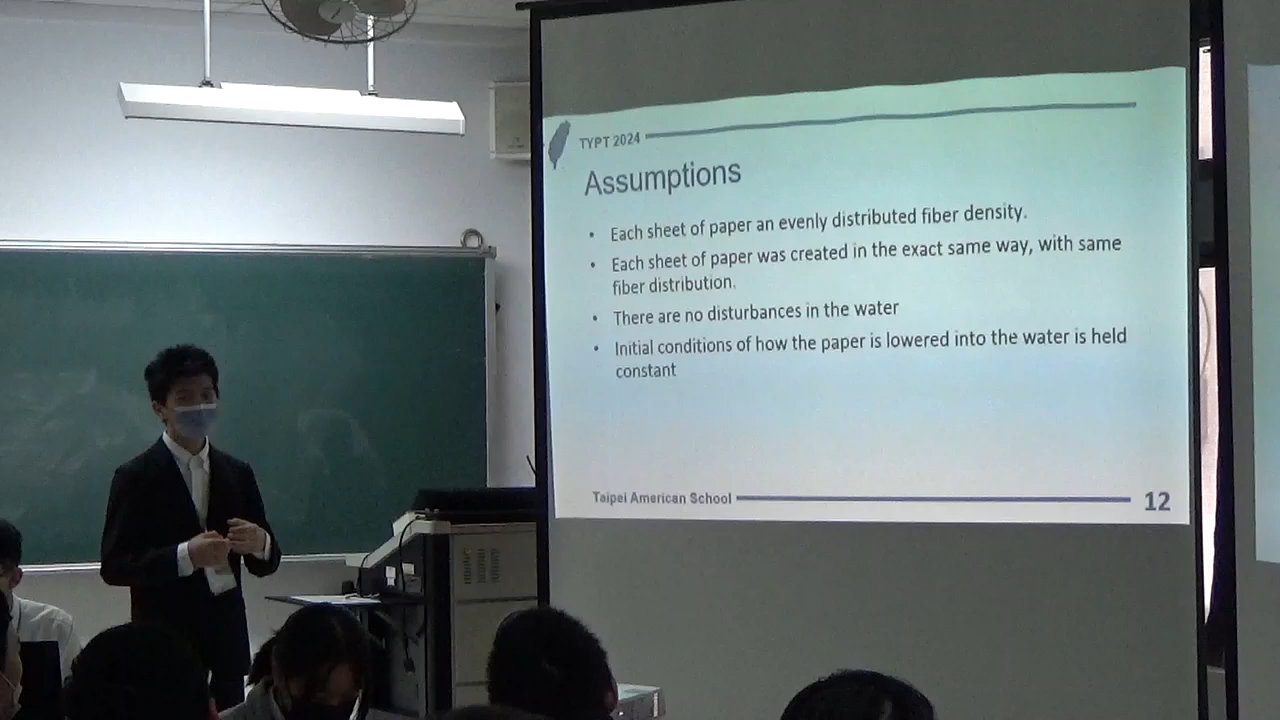 TYPT 2024
Assumptions
• Each sheet of paper an evenly distributed fiber density.
• Each sheet of paper was created in the exact same way, with same
fiber distribution.
• There are no disturbances in the water
• Initial conditions of how the paper is lowered into the water is held
constant
Taipei American School
12